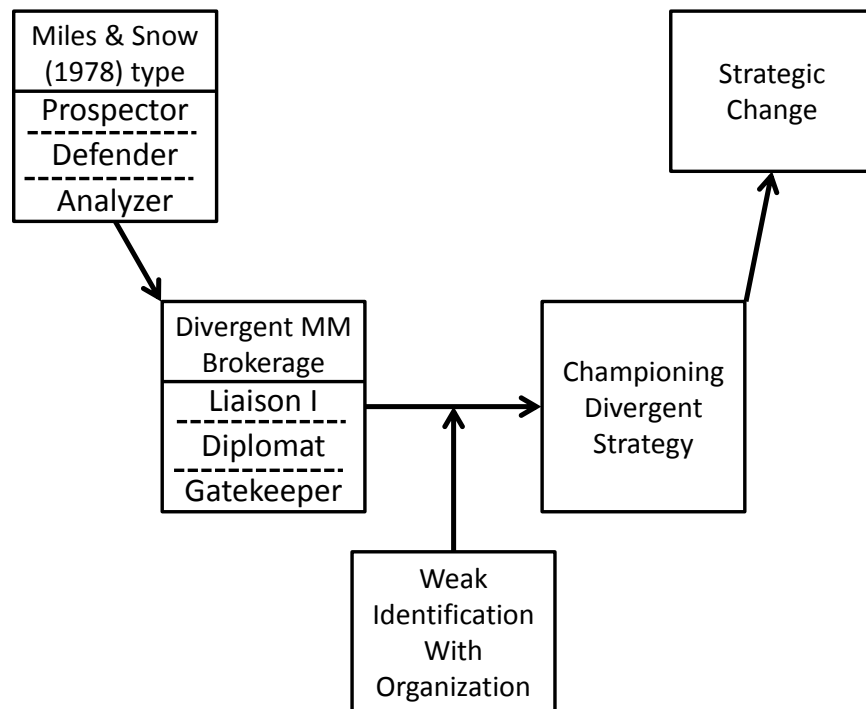 Miles & Snow
(1978) type
Prospector
Defender
Analyzer
Strategic
Change
Divergent MM
Brokerage
Liaison I
Diplomat
Gatekeeper
Championing
Divergent
Strategy
Weak
Identification
With
Organization